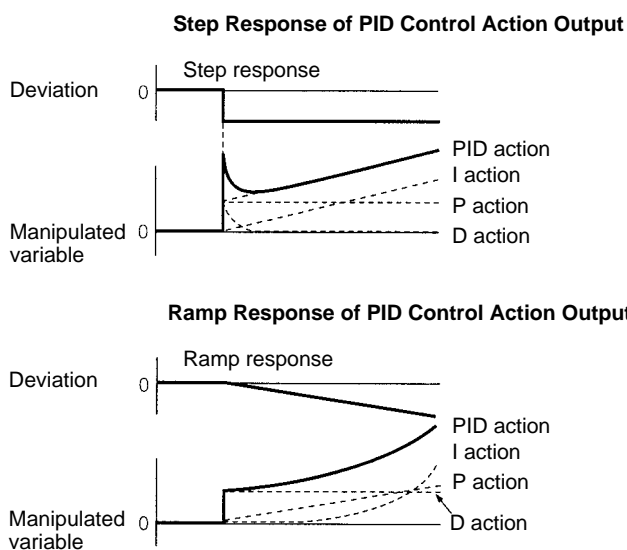 Step Response of PID Control Action Output
Step response
Deviation 0
PID action
I action
P action
D action
Manipulated
variable
0
Ramp Response of PID Control Action Output
Ramp response
Deviation 0
PID action
I action
P action
D action
Manipulated
variable
0